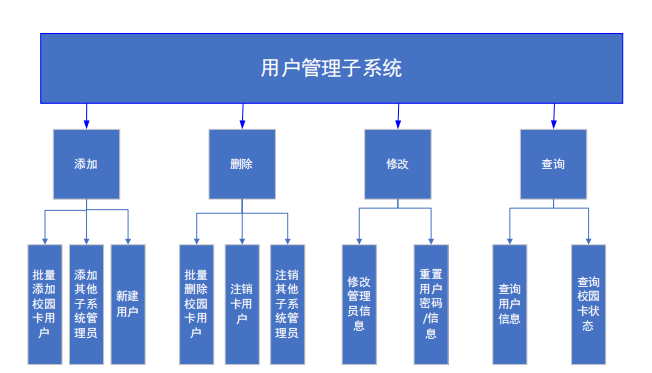 用户管理子系统
添加
删除
修改
查询
批量
添加
校园
卡用
户
添加
其他
子系
统管
理员
新建
用户
批量
删除
校园
卡用
户
注销
卡用
户
注销
其他
子系
统管
理员
修改
管理
员信
息
重置
用户
密码
/信
息
查询
用户
信息
查询
校园
卡状
态